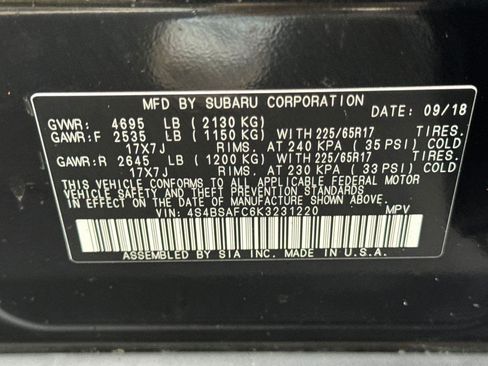 MFD BY SUBARU CORPORATION
DATE: 09/18
GVWR: 4695 LB (2130 KG)
GAWR:F 2535 LB (1150 KG) WITH 225/65R17 TIRES.
17X7J RIMS. AT 240 KPA ( 35 PSI) COLD
GAWR:R 2645 LB (1200 KG) WITH 225/65R17 TIRES.
17X7J RIMS. AT 230 KPA ( 33 PSI) COLD
THIS VEHICLE CONFORMS TO ALL APPLICABLE FEDERAL MOTOR
VEHICLE SAFETY AND THEFT PREVENTION STANDARDS
IN EFFECT ON THE DATE OF MANUFACTURE SHOWN ABOVE.
VIN: 4S4BSAFC6K3231220 MPV
ASSEMBLED BY SIA INC. MADE IN U.S.A.